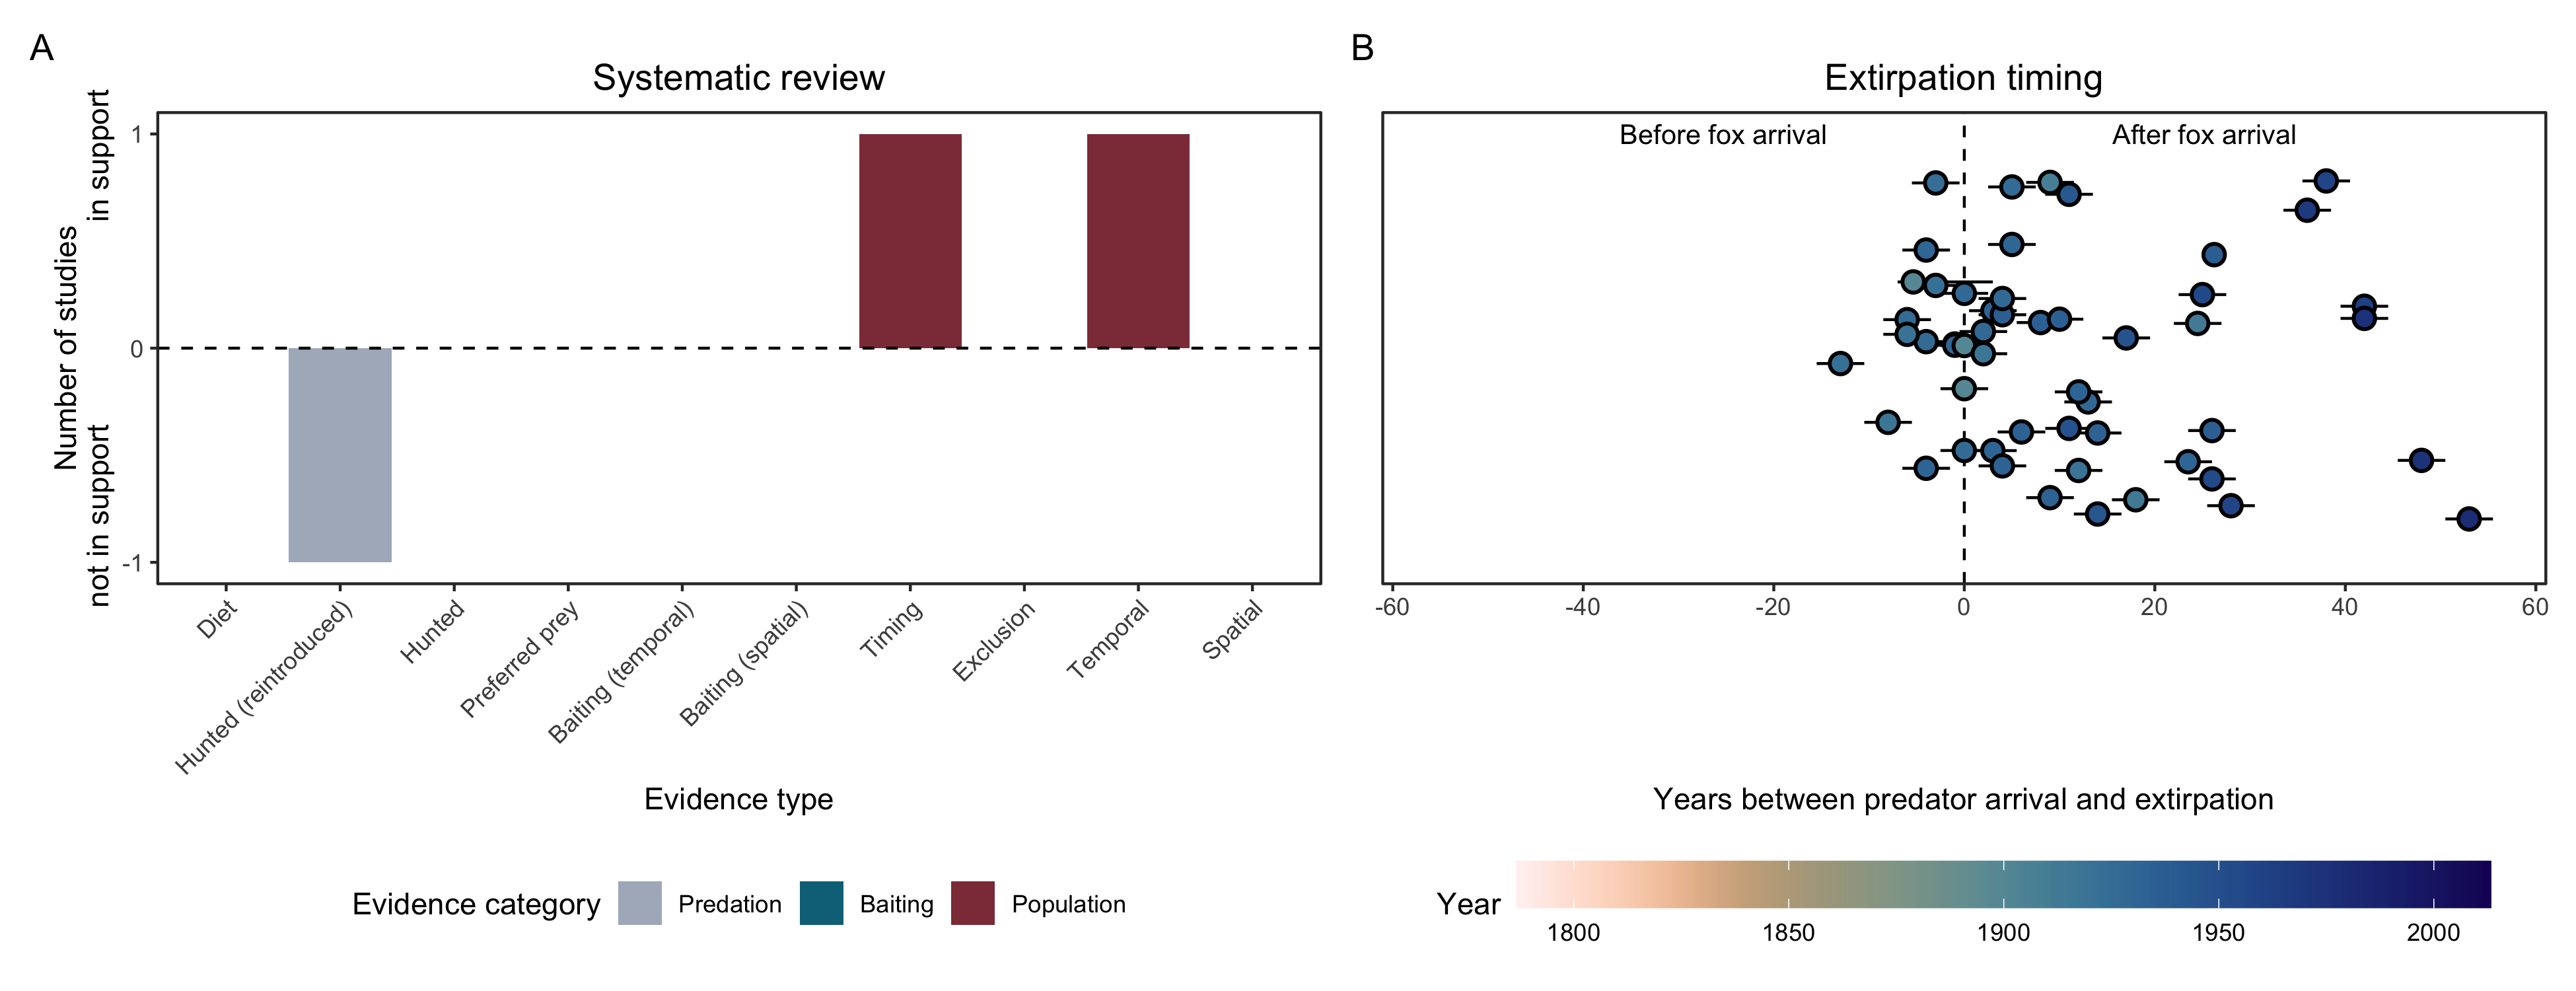 A
Systematic review
Number of studies
not in support
in support
1
0
-1
Diet
Hunted (reintroduced)
Hunted
Preferred prey
Baiting (temporal)
Baiting (spatial)
Timing
Exclusion
Temporal
Spatial
Evidence type
Evidence category
Predation
Baiting
Population
B
Extirpation timing
Before fox arrival
After fox arrival
-60
-40
-20
0
20
40
60
Years between predator arrival and extirpation
Year
1800
1850
1900
1950
2000